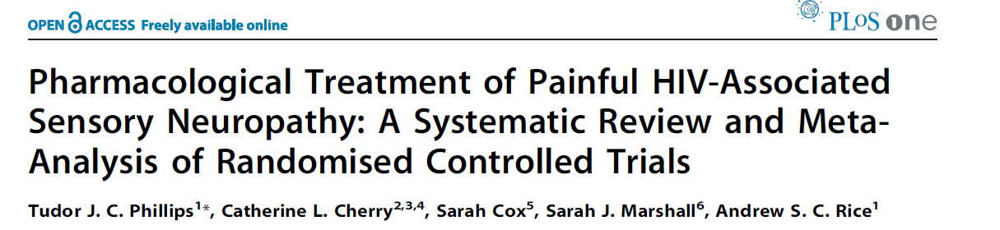 OPEN ACCESS Freely available online
PLoS one
Pharmacological Treatment of Painful HIV-Associated
Sensory Neuropathy: A Systematic Review and Meta-
Analysis of Randomised Controlled Trials
Tudor J. C. Phillips1*, Catherine L. Cherry2,3,4, Sarah Cox5, Sarah J. Marshall6, Andrew S. C. Rice1